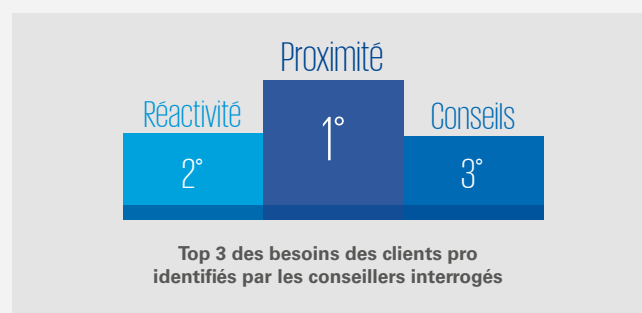 Proximité
Réactivité
Conseils
1°
2°
3°
Top 3 des besoins des clients pro
identifiés par les conseillers interrogés